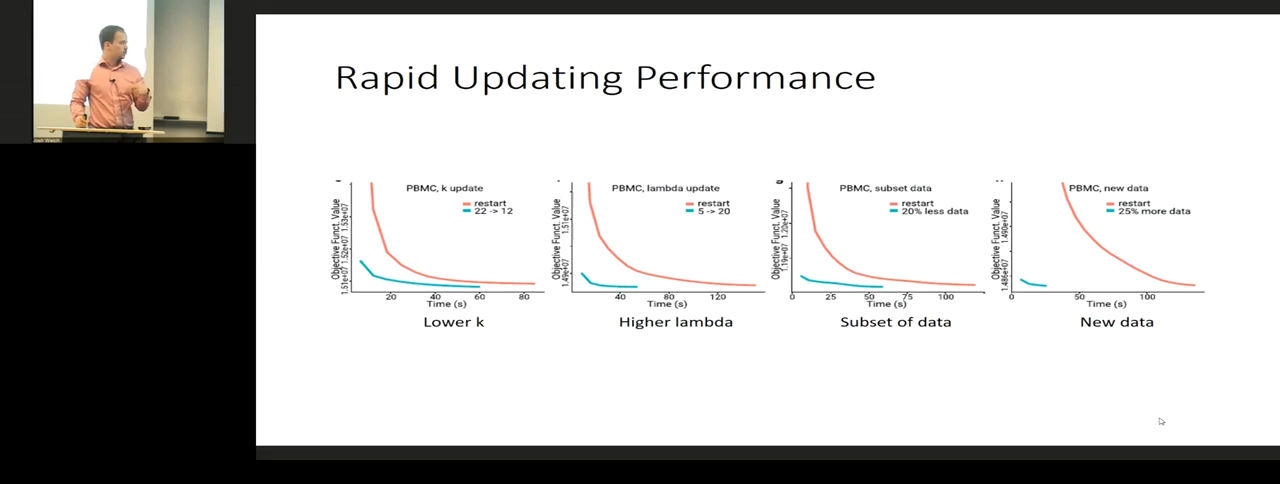 Rapid Updating Performance
PBMC, k update
restart
22 -> 12
Objective Funct. Value
1.51e+07 1.52e+07 1.53e+07
20 40 60 80
Time (s)
Lower k
PBMC, lambda update
restart
5 -> 20
Objective Funct. Value
1.49e+07 1.51e+07
40 80 120
Time (s)
Higher lambda
PBMC, subset data
restart
20% less data
Objective Funct. Value
1.19e+07 1.20e+07
0 25 50 75 100
Time (s)
Subset of data
PBMC, new data
restart
25% more data
Objective Funct. Value
1.486e+07 1.490e+07
0 50 100
Time (s)
New data